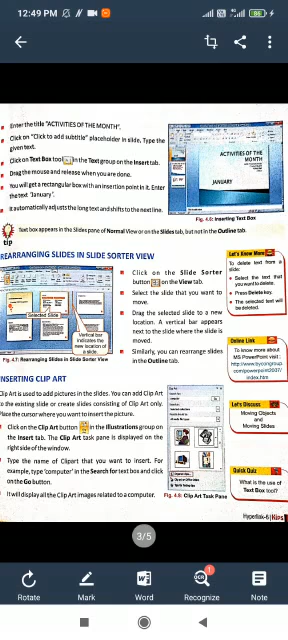 12:49 PM
86
Enter the title "ACTIVITIES OF THE MONTH".
Click on "Click to add subtitle" placeholder in slide, Type the
given text.
Click on Text Box tool in the Text group on the Insert tab.
Drag the mouse and release when you are done.
You will get a rectangular box with an insertion point in it. Enter
the text 'January'.
It automatically adjusts the long text and shifts to the next line.
ACTIVITIES OF THE
MONTH
JANUARY
Fig. 4.6: Inserting Text Box
tip
Text box appears in the Slides pane of Normal View or on the Slides tab, but not in the Outline tab.
REARRANGING SLIDES IN SLIDE SORTER VIEW
Selected Slide
Vertical bar
indicates the
new location of
a slide.
Fig. 4.7: Rearranging Slides in Slide Sorter View
Click on the Slide Sorter
button on the View tab.
Select the slide that you want to
move.
Drag the selected slide to a new
location. A vertical bar appears
next to the slide where the slide is
moved.
Similarly, you can rearrange slides
in the Outline tab.
Let's Know More
To delete text from a
slide:
Select the text that
you want to delete.
Press Delete key.
The selected text will
be deleted.
Online Link
To know more about
MS PowerPoint visit :
INSERTING CLIP ART
Clip Art is used to add pictures in the slides. You can add Clip Art
to the existing slide or create slides consisting of Clip Art only.
Place the cursor where you want to insert the picture.
Click on the Clip Art button in the Illustrations group on
the Insert tab. The Clip Art task pane is displayed on the
right side of the window.
Type the name of Clipart that you want to insert. For
example, type 'computer' in the Search for text box and click
on the Go button.
It will display all the Clip Art images related to a computer.
Fig. 4.8: Clip Art Task Pane
Let's Discuss
Moving Objects
and
Moving Slides
Quick Quiz
What is the use of
Text Box tool?
Hyperlink-6
3/5
Rotate
Mark
Word
Recognize
Note